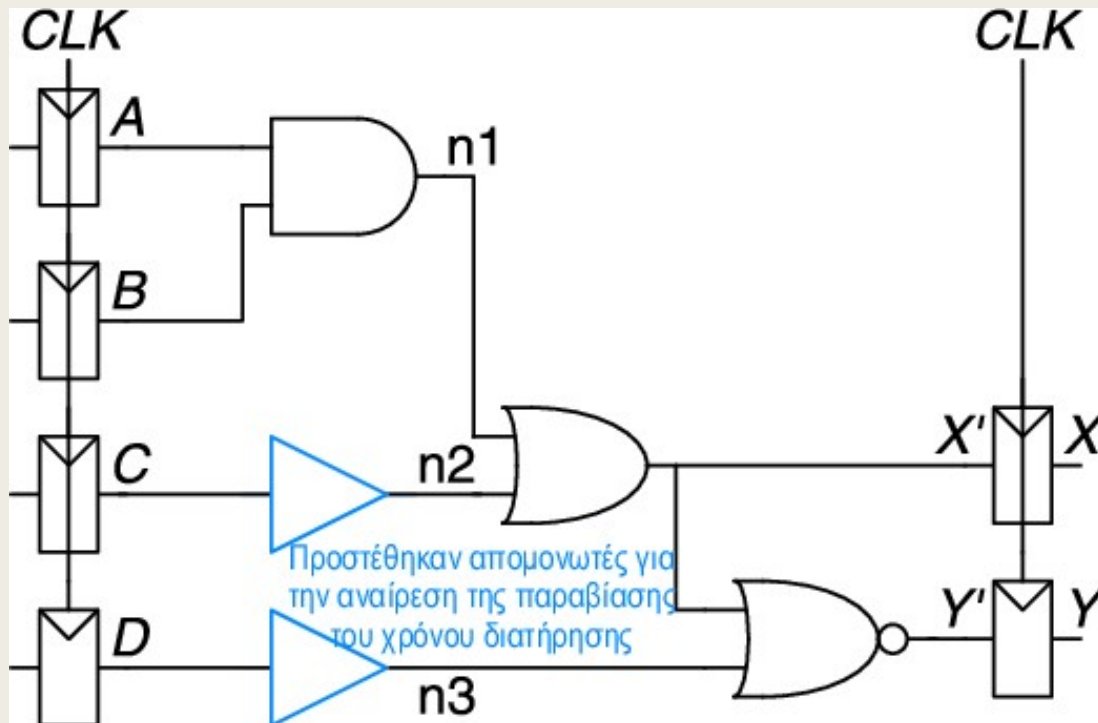 CLK
CLK
A
n1
B
C
n2
X'
X
Προστέθηκαν απομονωτές για
την αναίρεση της παραβίασης
του χρόνου διατήρησης
D
n3
Y'
Y